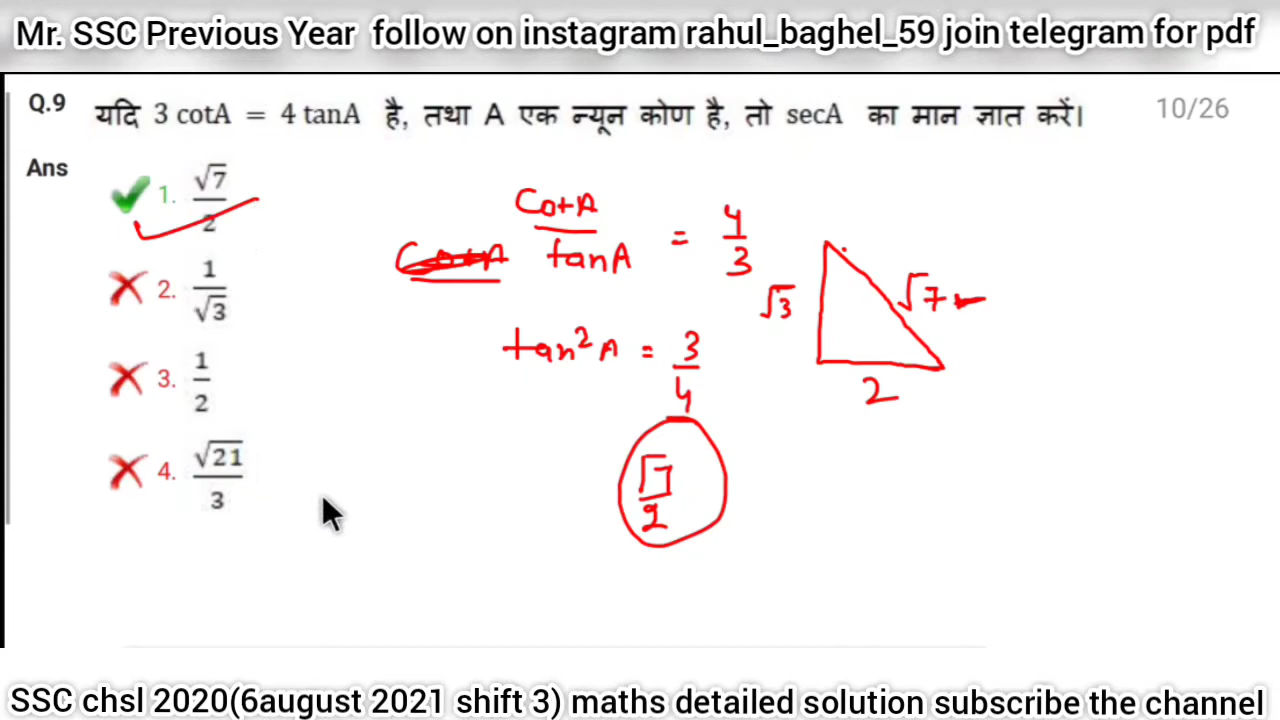 Mr. SSC Previous Year follow on instagram rahul_baghel_59 join telegram for pdf
Q.9 यदि 3 cotA = 4 tanA है, तथा A एक न्यून कोण है, तो secA का मान ज्ञात करें। 10/26
Ans
1. √7/2
2. 1/√3
3. 1/2
4. √21/3
CotA/tanA = 4/3
tan²A = 3/4
√3
√7
2
√7/2
SSC chsl 2020(6august 2021 shift 3) maths detailed solution subscribe the channel